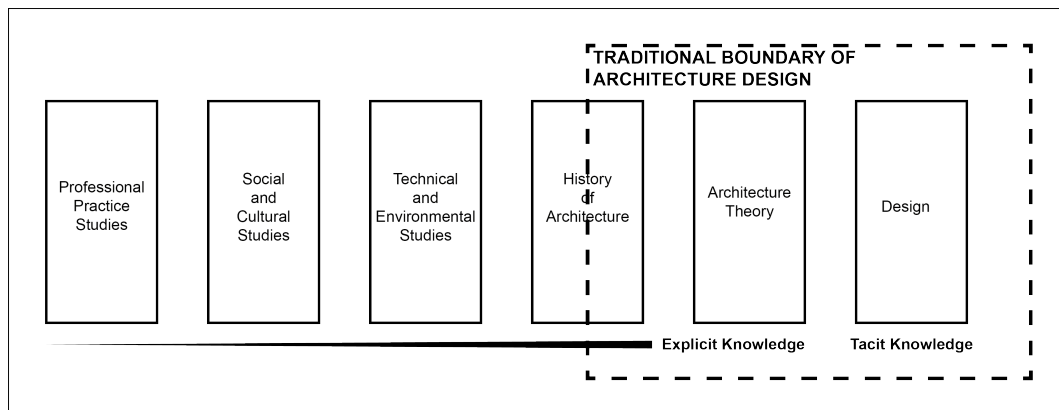 TRADITIONAL BOUNDARY OF
ARCHITECTURE DESIGN
Professional
Practice
Studies
Social
and
Cultural
Studies
Technical
and
Environmental
Studies
History
of
Architecture
Architecture
Theory
Design
Explicit Knowledge
Tacit Knowledge